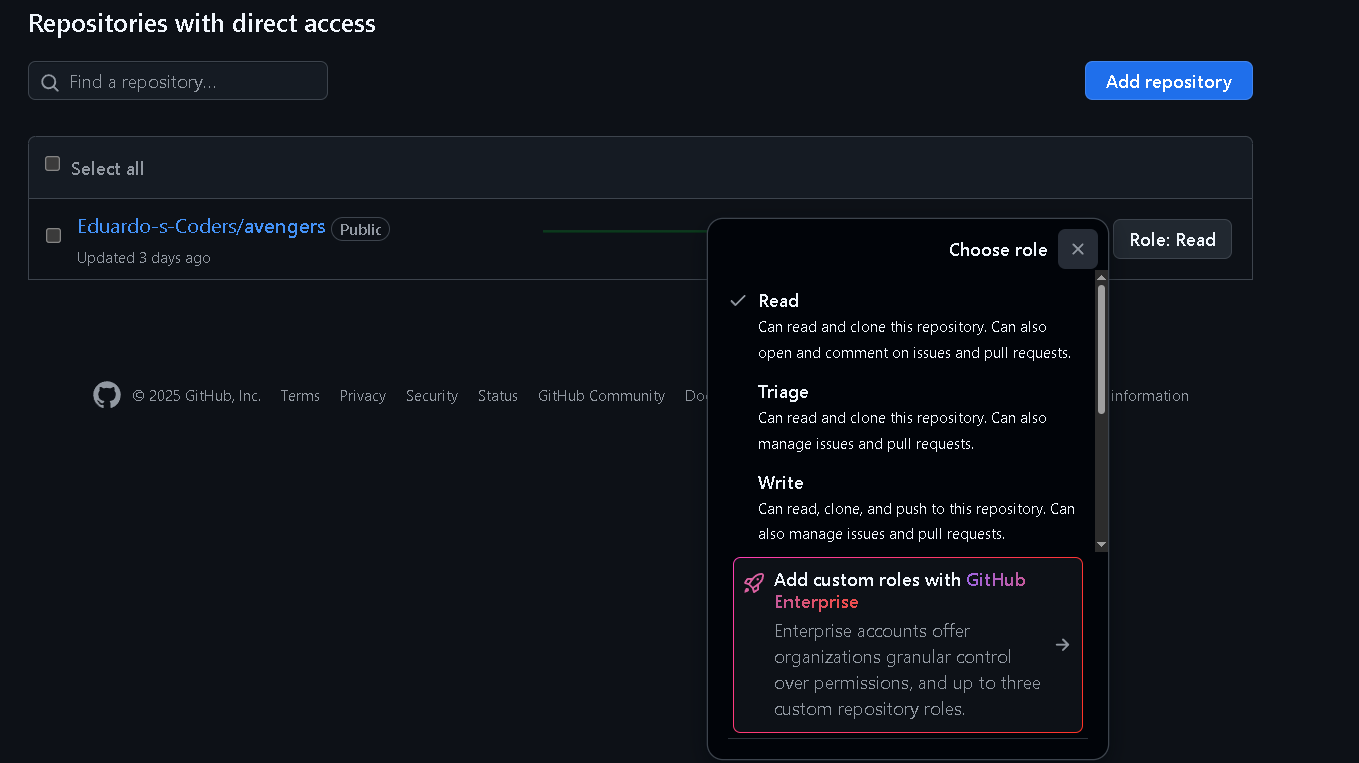 Repositories with direct access
Find a repository...
Add repository
Select all
Eduardo-s-Coders/avengers Public
Updated 3 days ago
Choose role
Role: Read
Read
Can read and clone this repository. Can also
open and comment on issues and pull requests.
Triage
Can read and clone this repository. Can also
manage issues and pull requests.
Write
Can read, clone, and push to this repository. Can
also manage issues and pull requests.
Add custom roles with GitHub
Enterprise
Enterprise accounts offer
organizations granular control
over permissions, and up to three
custom repository roles.
© 2025 GitHub, Inc. Terms Privacy Security Status GitHub Community information